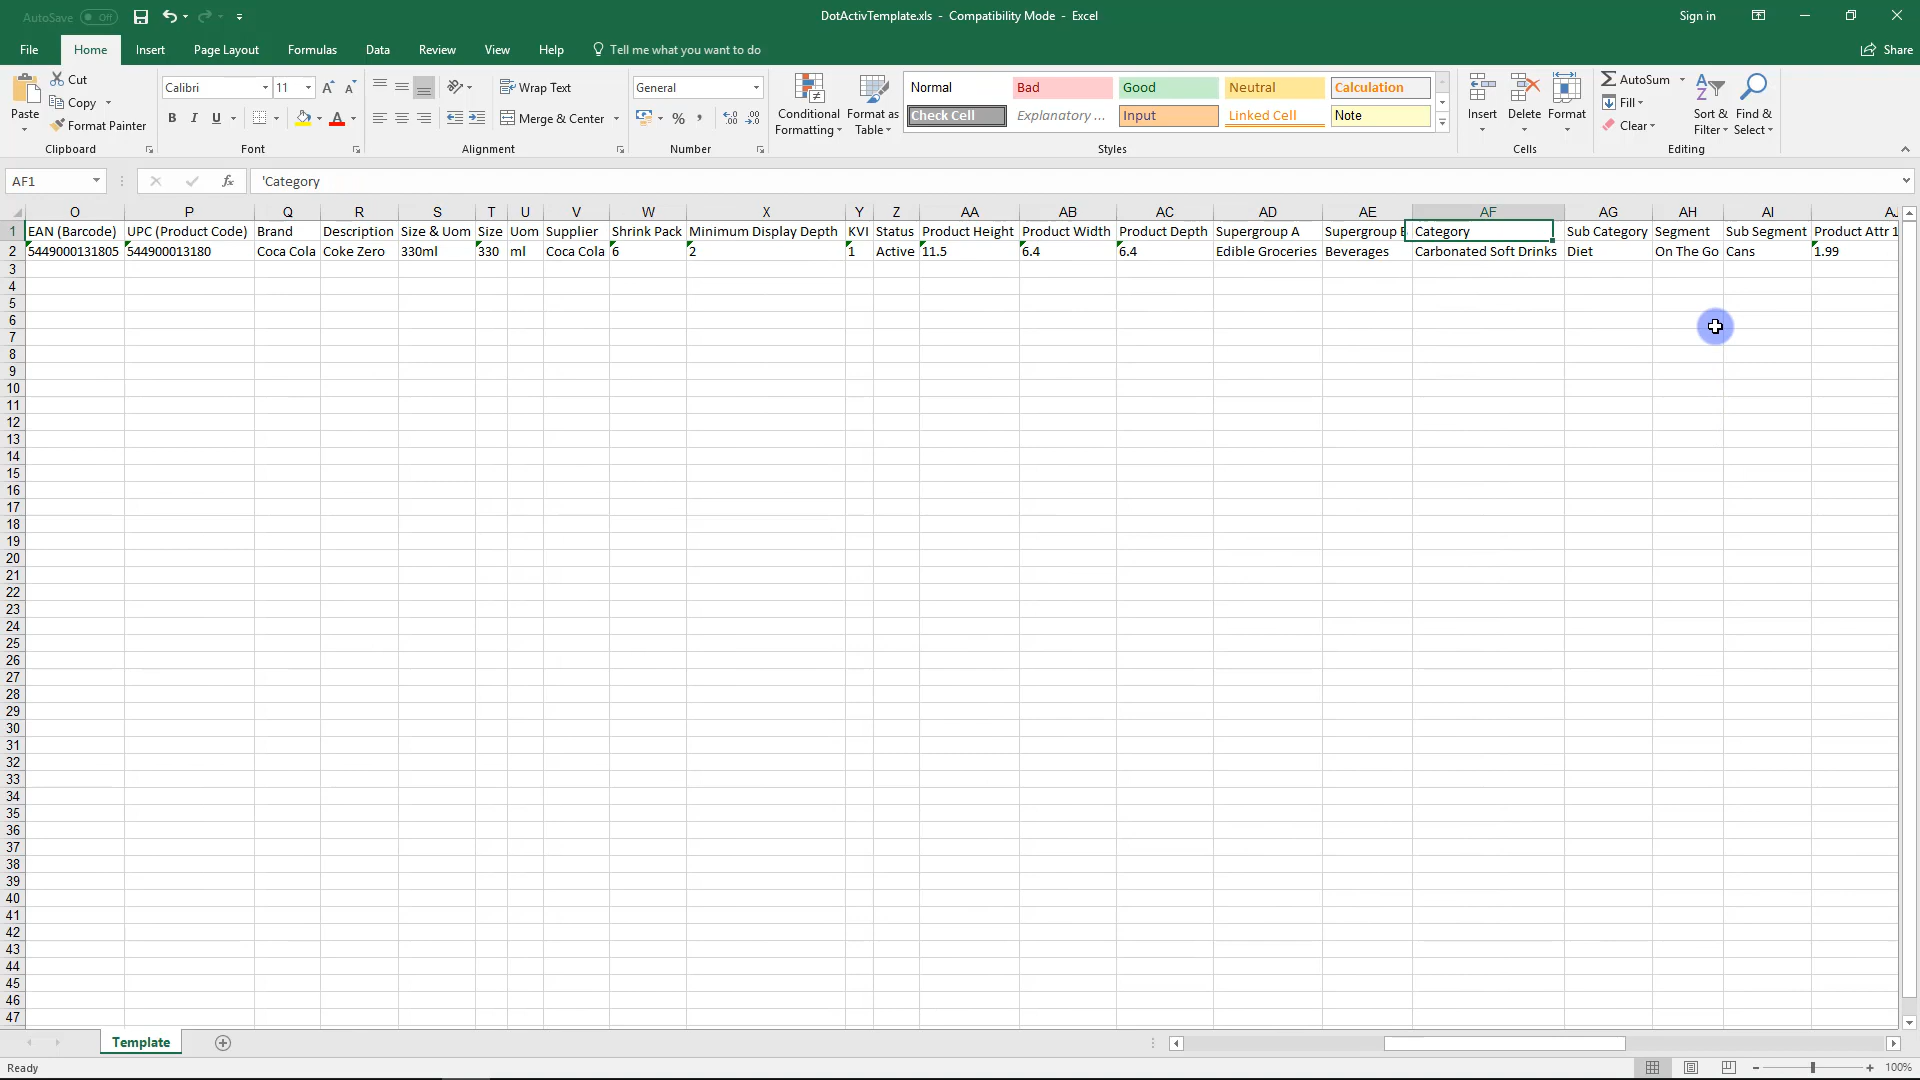 AutoSave Off DotActivTemplate.xls - Compatibility Mode - Excel Sign in
File Home Insert Page Layout Formulas Data Review View Help Tell me what you want to do Share
Paste Cut Copy Format Painter
Calibri 11 B I U
Wrap Text Merge & Center
General %
Conditional Formatting Format as Table
Normal Bad Good Neutral Calculation
Check Cell Explanatory ... Input Linked Cell Note
Insert Delete Format
AutoSum Fill Clear Sort & Filter Find & Select
Clipboard Font Alignment Number Styles Cells Editing
AF1 fx 'Category
O P Q R S T U V W X Y Z AA AB AC AD AE AF AG AH AI AJ
1 EAN (Barcode) UPC (Product Code) Brand Description Size & Uom Size Uom Supplier Shrink Pack Minimum Display Depth KVI Status Product Height Product Width Product Depth Supergroup A Supergroup Category Sub Category Segment Sub Segment Product Attr 1
2 5449000131805 544900013180 Coca Cola Coke Zero 330ml 330 ml Coca Cola 6 2 1 Active 11.5 6.4 6.4 Edible Groceries Beverages Carbonated Soft Drinks Diet On The Go Cans 1.99
3
4
5
6
7
8
9
10
11
12
13
14
15
16
17
18
19
20
21
22
23
24
25
26
27
28
29
30
31
32
33
34
35
36
37
38
39
40
41
42
43
44
45
46
47
Template
Ready 100%